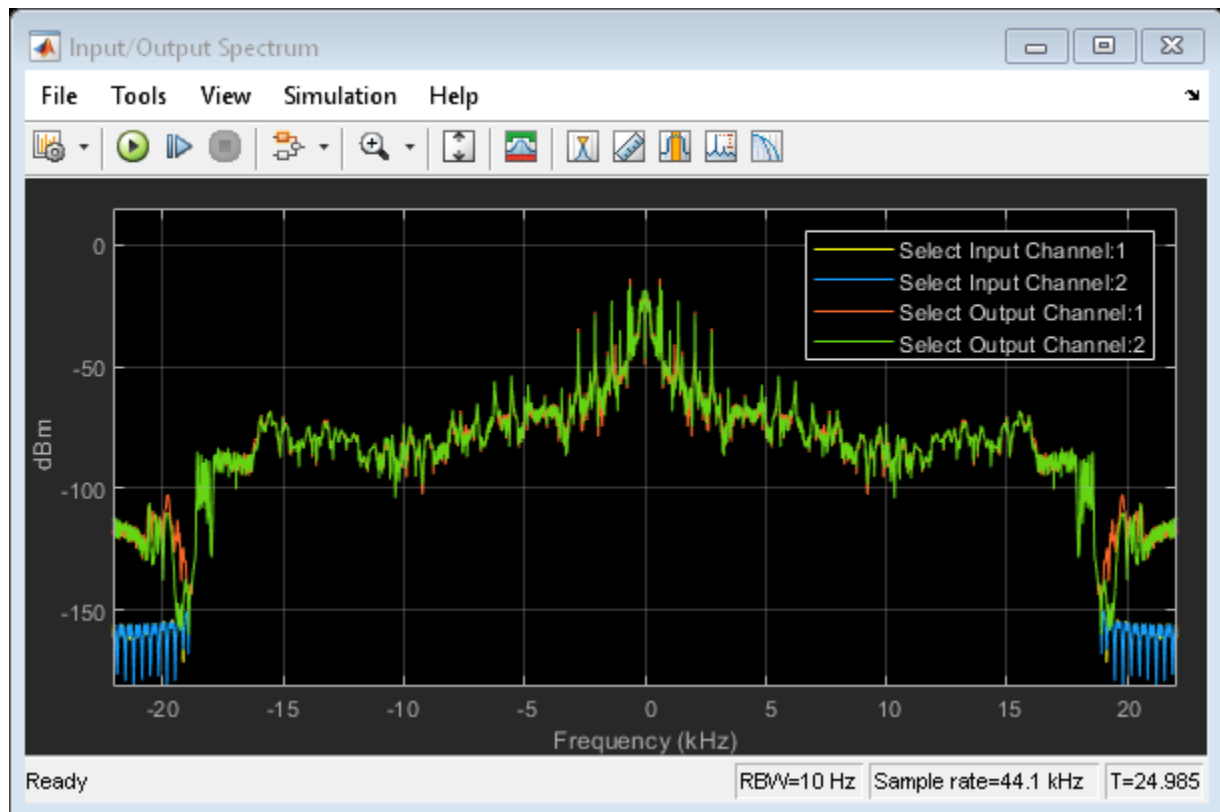 Input/Output Spectrum
File Tools View Simulation Help
0
-50
-100
-150
dBm
Select Input Channel:1
Select Input Channel:2
Select Output Channel:1
Select Output Channel:2
-20 -15 -10 -5 0 5 10 15 20
Frequency (kHz)
Ready RBW=10 Hz Sample rate=44.1 kHz T=24.985